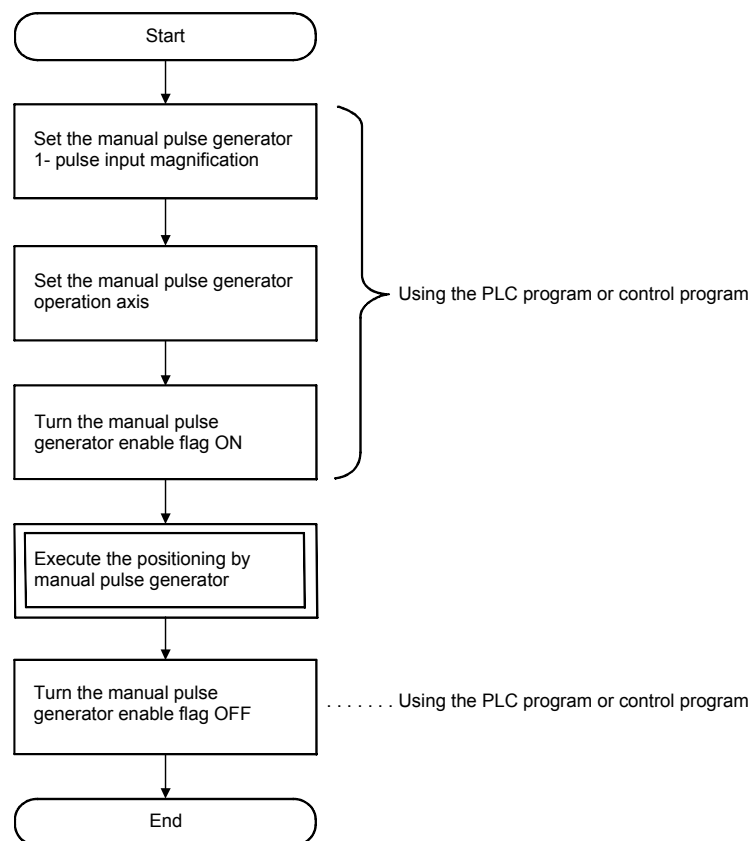 Start
Set the manual pulse generator
1- pulse input magnification
Set the manual pulse generator
operation axis
Using the PLC program or control program
Turn the manual pulse
generator enable flag ON
Execute the positioning by
manual pulse generator
Turn the manual pulse
generator enable flag OFF
. . . . . . . Using the PLC program or control program
End